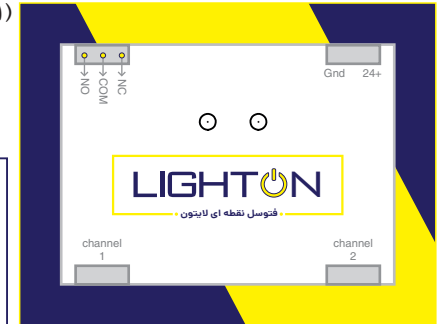 ))
NO COM NC
Gnd 24+
LIGHTON
فتوسل نقطه ای لایتون
channel
1
channel
2